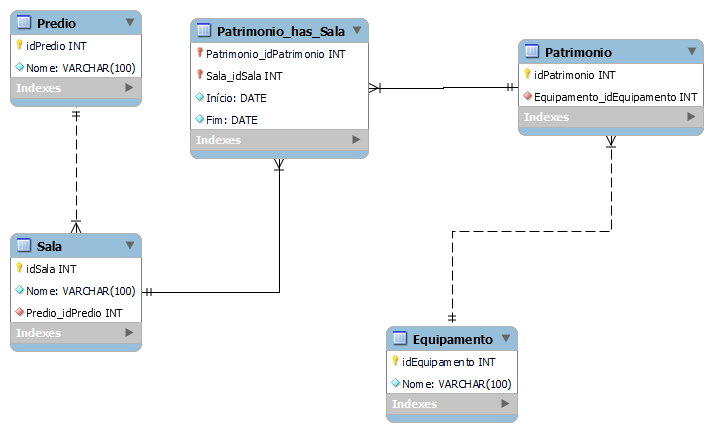 Predio
idPredio INT
Nome: VARCHAR(100)
Indexes
Patrimonio_has_Sala
Patrimonio_idPatrimonio INT
Sala_idSala INT
Início: DATE
Fim: DATE
Indexes
Patrimonio
idPatrimonio INT
Equipamento_idEquipamento INT
Indexes
Sala
idSala INT
Nome: VARCHAR(100)
Predio_idPredio INT
Indexes
Equipamento
idEquipamento INT
Nome: VARCHAR(100)
Indexes